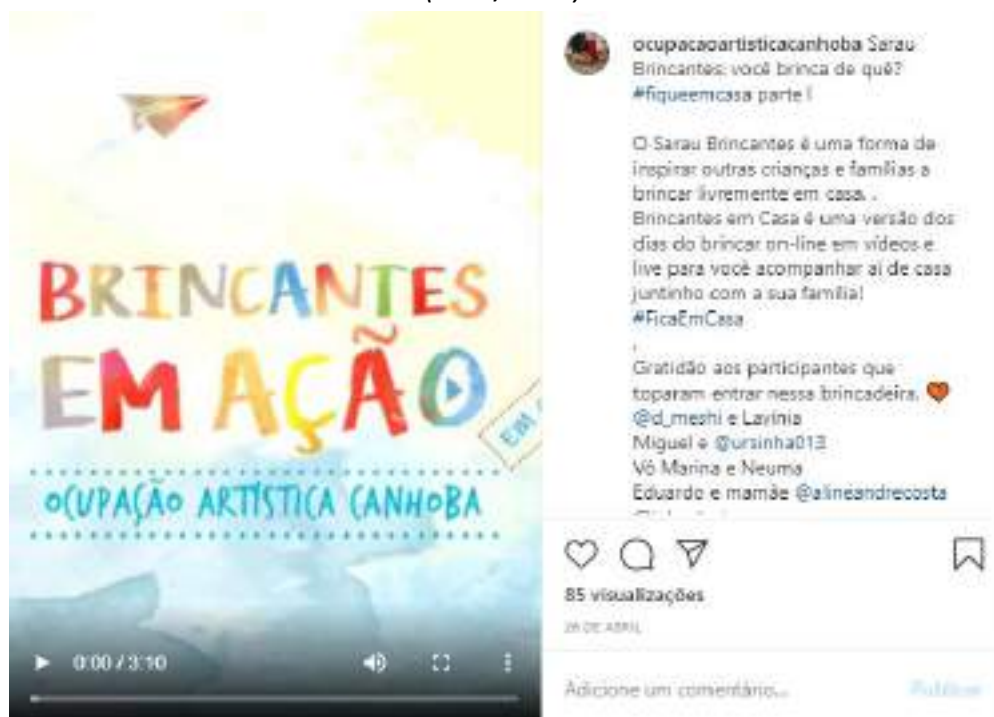 BRINCANTES
EM AÇÃO
EM
OCUPAÇÃO ARTÍSTICA CANHOBA
0:00 / 3:10
ocupacaoartisticacanhoba Sarau
Brincantes: você brinca de quê?
#fiqueemcasa parte I
O Sarau Brincantes é uma forma de
inspirar outras crianças e famílias a
brincar livremente em casa. .
Brincantes em Casa é uma versão dos
dias do brincar on-line em vídeos e
live para você acompanhar aí de casa
juntinho com a sua família!
#FicaEmCasa
.
Gratidão aos participantes que
toparam entrar nessa brincadeira. 🧡
@d_meshi e Lavínia
Miguel e @ursinha013
Vó Marina e Neuma
Eduardo e mamãe @alineandrecosta
85 visualizações
26 DE ABRIL
Adicione um comentário...
Publicar